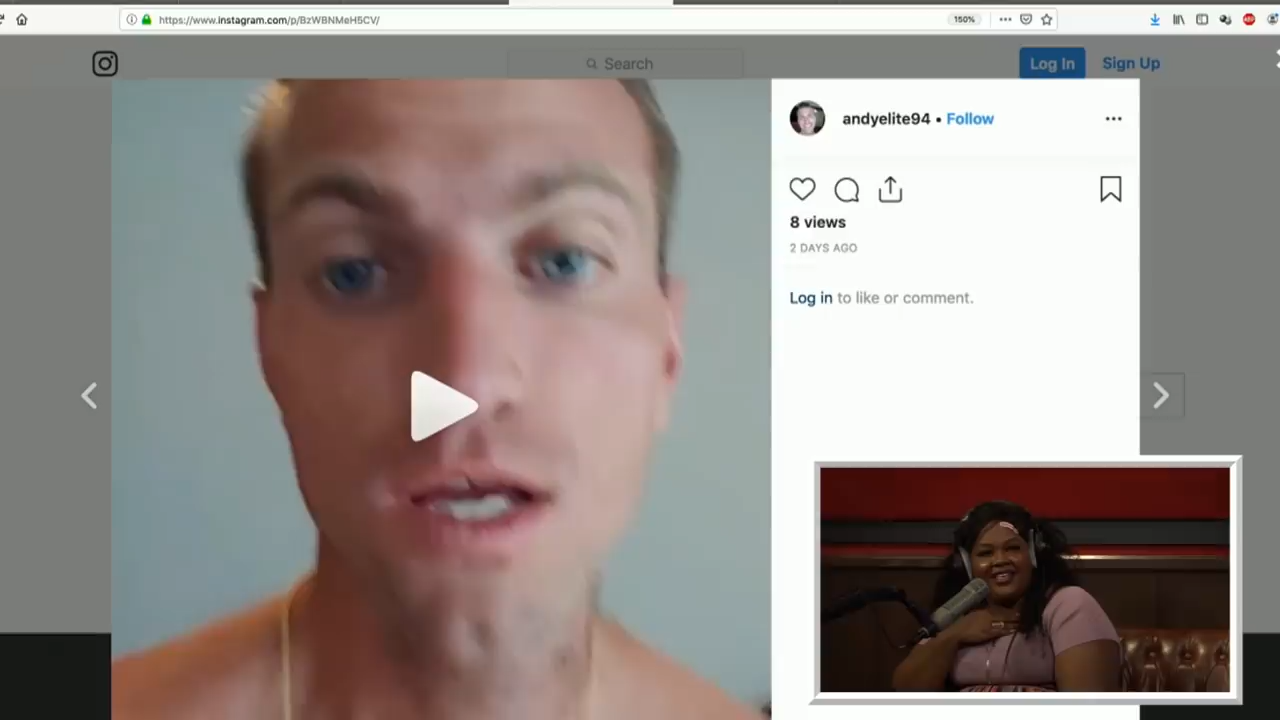 https://www.instagram.com/p/BzWBNMeH5CV/
150%
Search
Log In
Sign Up
andyelite94 • Follow
8 views
2 DAYS AGO
Log in to like or comment.